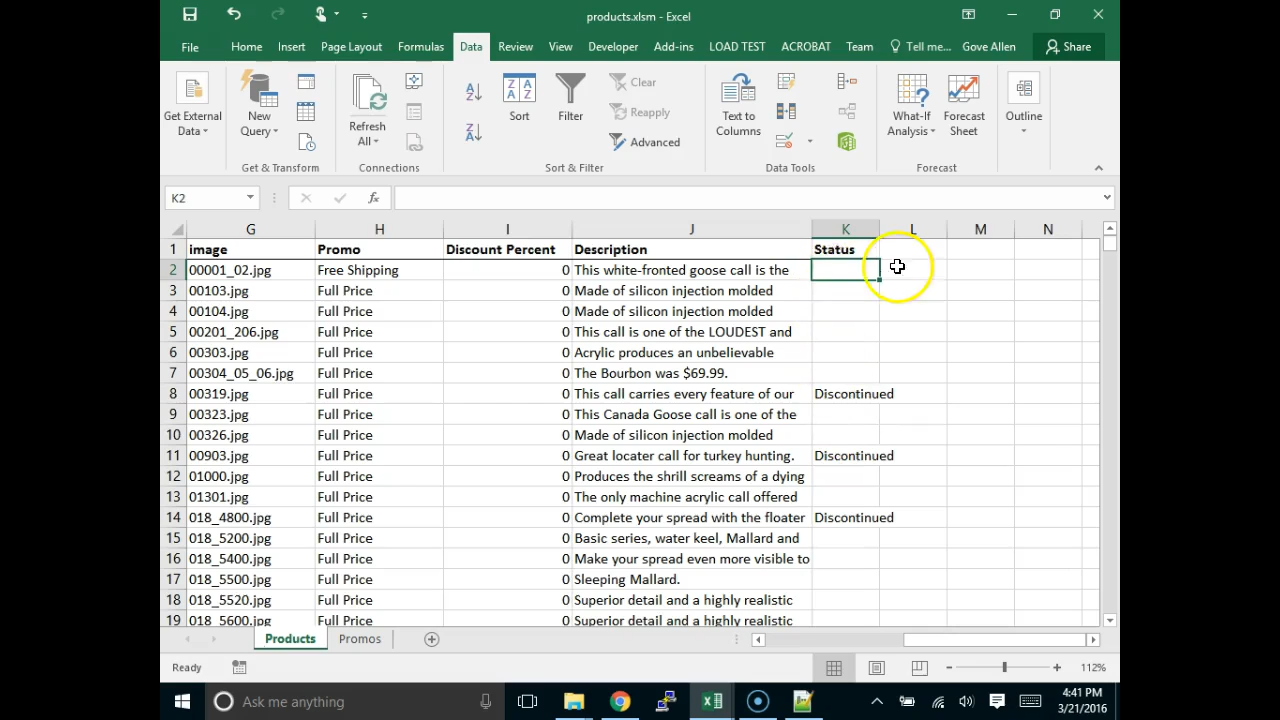 products.xlsm - Excel
File Home Insert Page Layout Formulas Data Review View Developer Add-ins LOAD TEST ACROBAT Team Tell me... Gove Allen Share
Get External Data
New Query
Refresh All
Sort
Filter
Clear
Reapply
Advanced
Text to Columns
What-If Analysis
Forecast Sheet
Outline
Get & Transform Connections Sort & Filter Data Tools Forecast
K2 fx
G H I J K L M N
1 image Promo Discount Percent Description Status
2 00001_02.jpg Free Shipping 0 This white-fronted goose call is the
3 00103.jpg Full Price 0 Made of silicon injection molded
4 00104.jpg Full Price 0 Made of silicon injection molded
5 00201_206.jpg Full Price 0 This call is one of the LOUDEST and
6 00303.jpg Full Price 0 Acrylic produces an unbelievable
7 00304_05_06.jpg Full Price 0 The Bourbon was $69.99.
8 00319.jpg Full Price 0 This call carries every feature of our Discontinued
9 00323.jpg Full Price 0 This Canada Goose call is one of the
10 00326.jpg Full Price 0 Made of silicon injection molded
11 00903.jpg Full Price 0 Great locater call for turkey hunting. Discontinued
12 01000.jpg Full Price 0 Produces the shrill screams of a dying
13 01301.jpg Full Price 0 The only machine acrylic call offered
14 018_4800.jpg Full Price 0 Complete your spread with the floater Discontinued
15 018_5200.jpg Full Price 0 Basic series, water keel, Mallard and
16 018_5400.jpg Full Price 0 Make your spread even more visible to
17 018_5500.jpg Full Price 0 Sleeping Mallard.
18 018_5520.jpg Full Price 0 Superior detail and a highly realistic
19 018_5600.jpg Full Price 0 Superior detail and a highly realistic
Products Promos
Ready 112%
Ask me anything 4:41 PM
3/21/2016